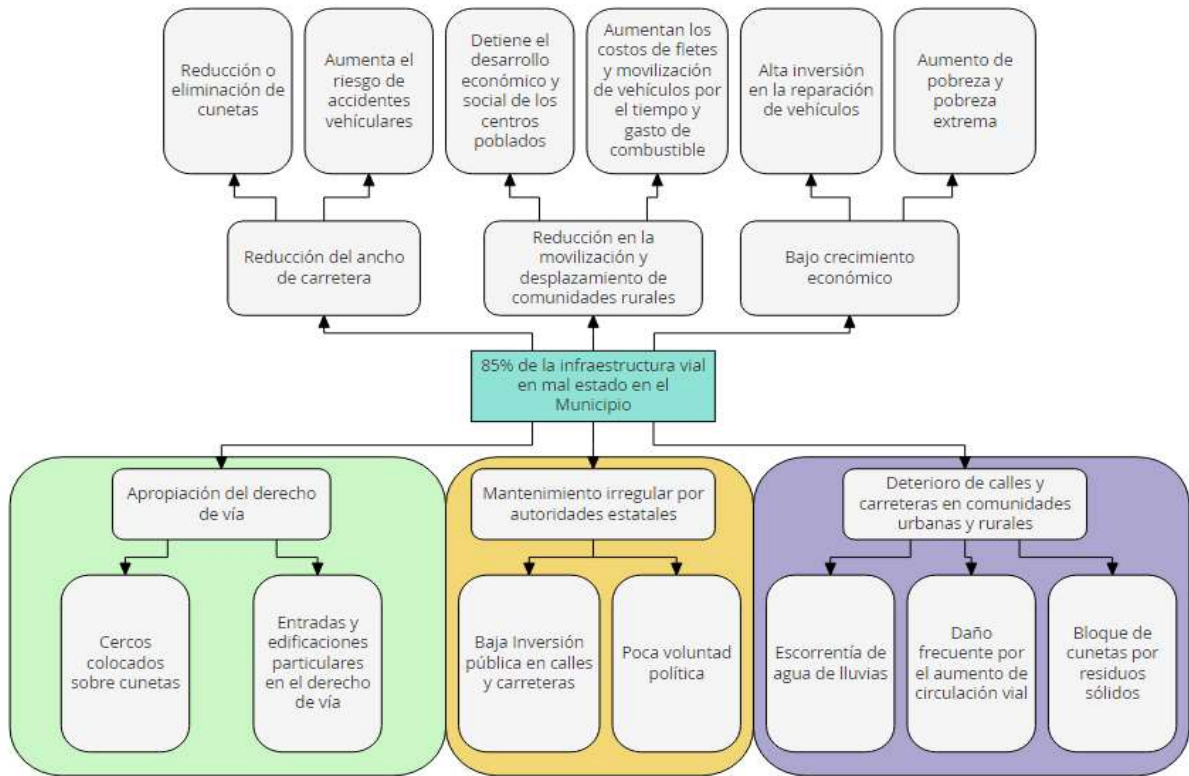 Reducción o
eliminación de
cunetas
Aumenta el
riesgo de
accidentes
vehículares
Detiene el
desarrollo
económico y
social de los
centros
poblados
Aumentan los
costos de fletes
y movilización
de vehículos por
el tiempo y
gasto de
combustible
Alta inversión
en la reparación
de vehículos
Aumento de
pobreza y
pobreza
extrema
Reducción del ancho
de carretera
Reducción en la
movilización y
desplazamiento de
comunidades rurales
Bajo crecimiento
económico
85% de la infraestructura vial
en mal estado en el
Municipio
Apropiación del derecho
de vía
Mantenimiento irregular por
autoridades estatales
Deterioro de calles y
carreteras en comunidades
urbanas y rurales
Cercos
colocados
sobre cunetas
Entradas y
edificaciones
particulares
en el derecho
de vía
Baja Inversión
pública en calles
y carreteras
Poca voluntad
política
Escorrentía de
agua de lluvias
Daño
frecuente por
el aumento de
circulación vial
Bloque de
cunetas por
residuos
sólidos